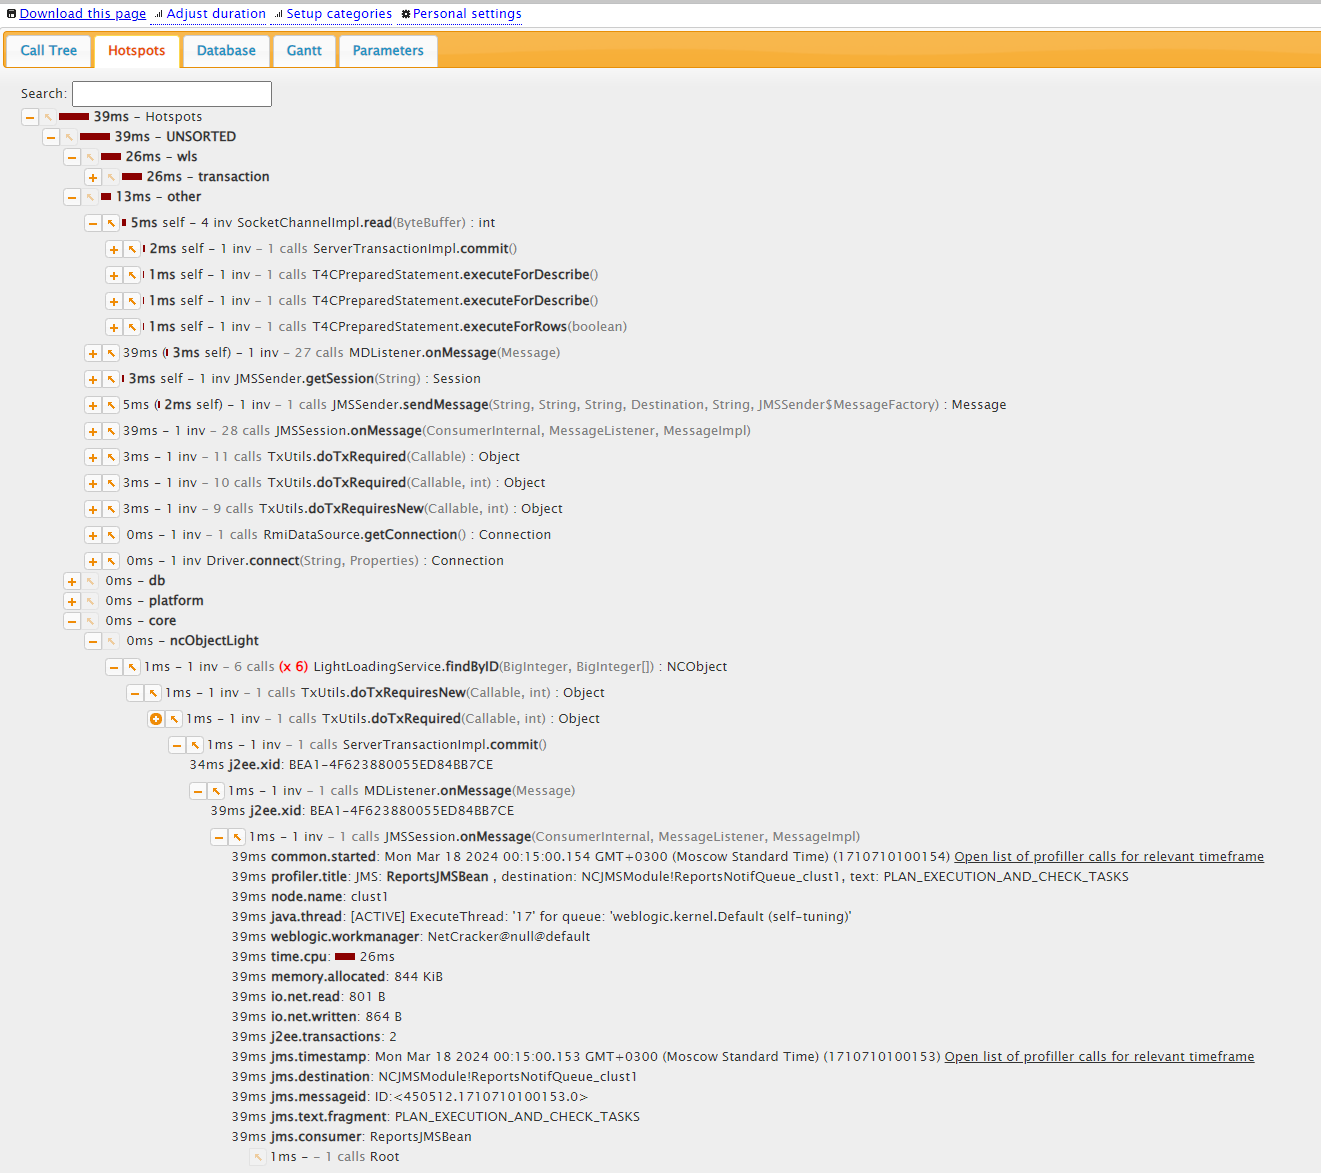 Download this page Adjust duration Setup categories Personal settings
Call Tree Hotspots Database Gantt Parameters
Search:
39ms - Hotspots
39ms - UNSORTED
26ms - wls
26ms - transaction
13ms - other
5ms self - 4 inv SocketChannelImpl.read(ByteBuffer) : int
2ms self - 1 inv - 1 calls ServerTransactionImpl.commit()
1ms self - 1 inv - 1 calls T4CPreparedStatement.executeForDescribe()
1ms self - 1 inv - 1 calls T4CPreparedStatement.executeForDescribe()
1ms self - 1 inv - 1 calls T4CPreparedStatement.executeForRows(boolean)
39ms (3ms self) - 1 inv - 27 calls MDListener.onMessage(Message)
3ms self - 1 inv JMSSender.getSession(String) : Session
5ms (2ms self) - 1 inv - 1 calls JMSSender.sendMessage(String, String, String, Destination, String, JMSSender$MessageFactory) : Message
39ms - 1 inv - 28 calls JMSSession.onMessage(ConsumerInternal, MessageListener, MessageImpl)
3ms - 1 inv - 11 calls TxUtils.doTxRequired(Callable) : Object
3ms - 1 inv - 10 calls TxUtils.doTxRequired(Callable, int) : Object
3ms - 1 inv - 9 calls TxUtils.doTxRequiresNew(Callable, int) : Object
0ms - 1 inv - 1 calls RmiDataSource.getConnection() : Connection
0ms - 1 inv Driver.connect(String, Properties) : Connection
0ms - db
0ms - platform
0ms - core
0ms - ncObjectLight
1ms - 1 inv - 6 calls (x 6) LightLoadingService.findByID(BigInteger, BigInteger[]) : NCObject
1ms - 1 inv - 1 calls TxUtils.doTxRequiresNew(Callable, int) : Object
1ms - 1 inv - 1 calls TxUtils.doTxRequired(Callable, int) : Object
1ms - 1 inv - 1 calls ServerTransactionImpl.commit()
34ms j2ee.xid: BEA1-4F623880055ED84BB7CE
1ms - 1 inv - 1 calls MDListener.onMessage(Message)
39ms j2ee.xid: BEA1-4F623880055ED84BB7CE
1ms - 1 inv - 1 calls JMSSession.onMessage(ConsumerInternal, MessageListener, MessageImpl)
39ms common.started: Mon Mar 18 2024 00:15:00.154 GMT+0300 (Moscow Standard Time) (1710710100154) Open list of profiller calls for relevant timeframe
39ms profiler.title: JMS: ReportsJMSBean , destination: NCJMSModule!ReportsNotifQueue_clust1, text: PLAN_EXECUTION_AND_CHECK_TASKS
39ms node.name: clust1
39ms java.thread: [ACTIVE] ExecuteThread: '17' for queue: 'weblogic.kernel.Default (self-tuning)'
39ms weblogic.workmanager: NetCracker@null@default
39ms time.cpu: 26ms
39ms memory.allocated: 844 KiB
39ms io.net.read: 801 B
39ms io.net.written: 864 B
39ms j2ee.transactions: 2
39ms jms.timestamp: Mon Mar 18 2024 00:15:00.153 GMT+0300 (Moscow Standard Time) (1710710100153) Open list of profiller calls for relevant timeframe
39ms jms.destination: NCJMSModule!ReportsNotifQueue_clust1
39ms jms.messageid: ID:<450512.1710710100153.0>
39ms jms.text.fragment: PLAN_EXECUTION_AND_CHECK_TASKS
39ms jms.consumer: ReportsJMSBean
1ms - - 1 calls Root